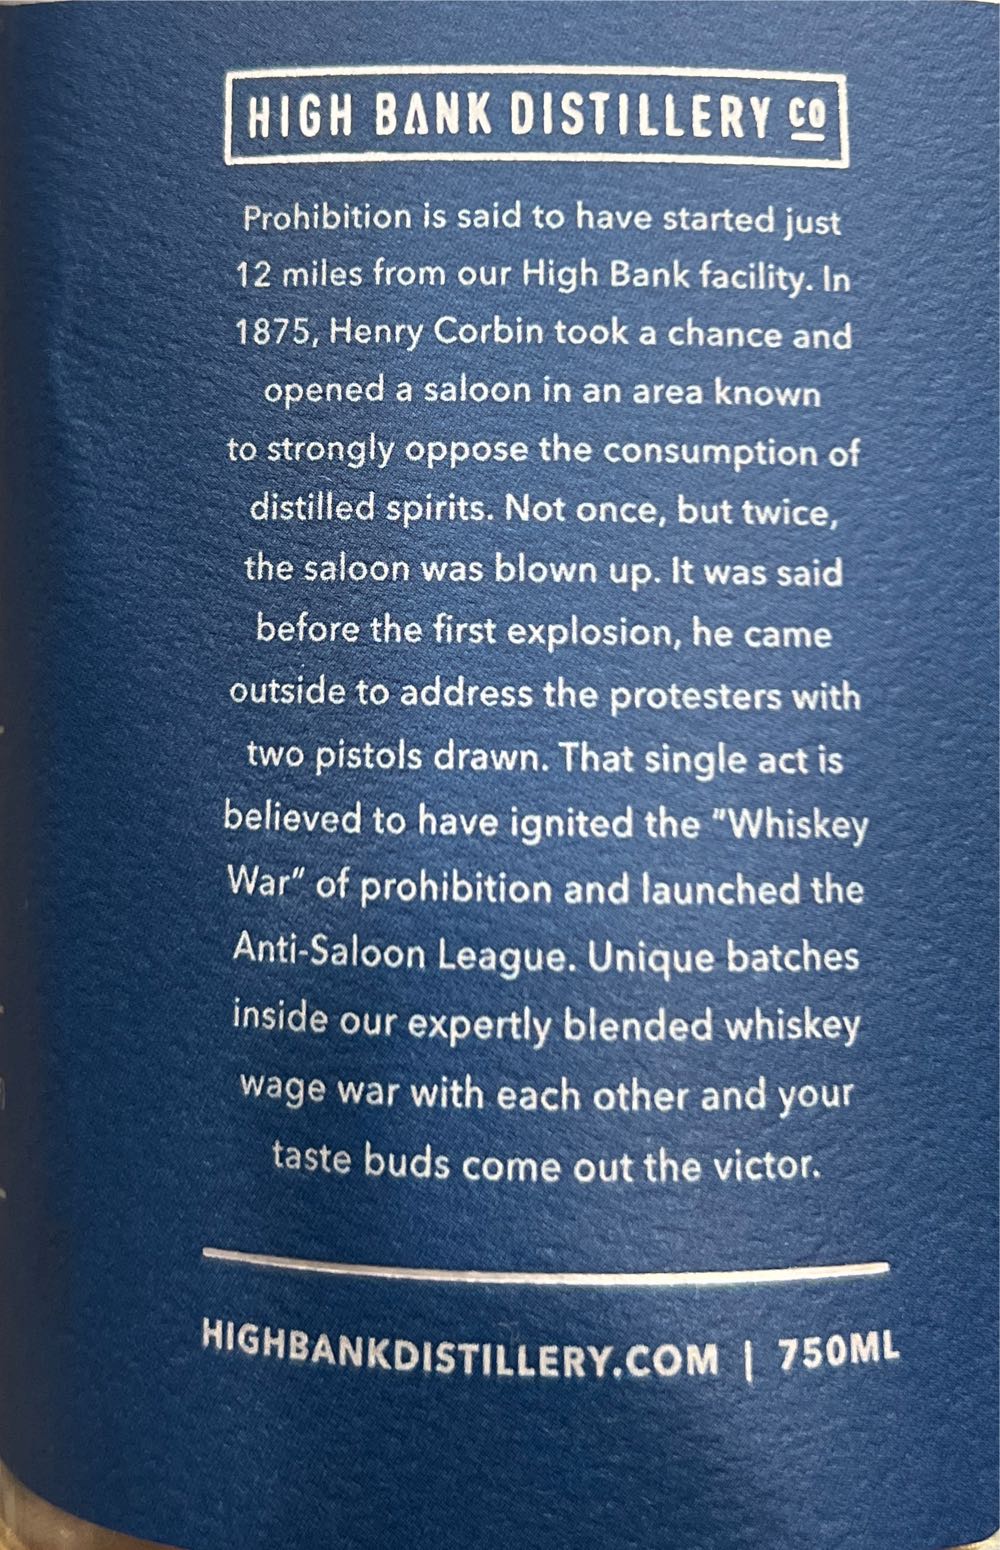 HIGH BANK DISTILLERY CO
Prohibition is said to have started just
12 miles from our High Bank facility. In
1875, Henry Corbin took a chance and
opened a saloon in an area known
to strongly oppose the consumption of
distilled spirits. Not once, but twice,
the saloon was blown up. It was said
before the first explosion, he came
outside to address the protesters with
two pistols drawn. That single act is
believed to have ignited the "Whiskey
War" of prohibition and launched the
Anti-Saloon League. Unique batches
inside our expertly blended whiskey
wage war with each other and your
taste buds come out the victor.
HIGHBANKDISTILLERY.COM | 750ML